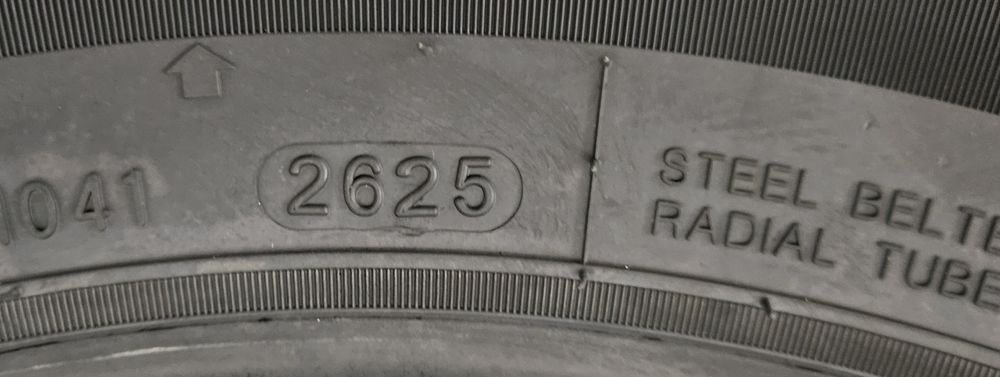 1041
2625
STEEL BELTE
RADIAL TUBE